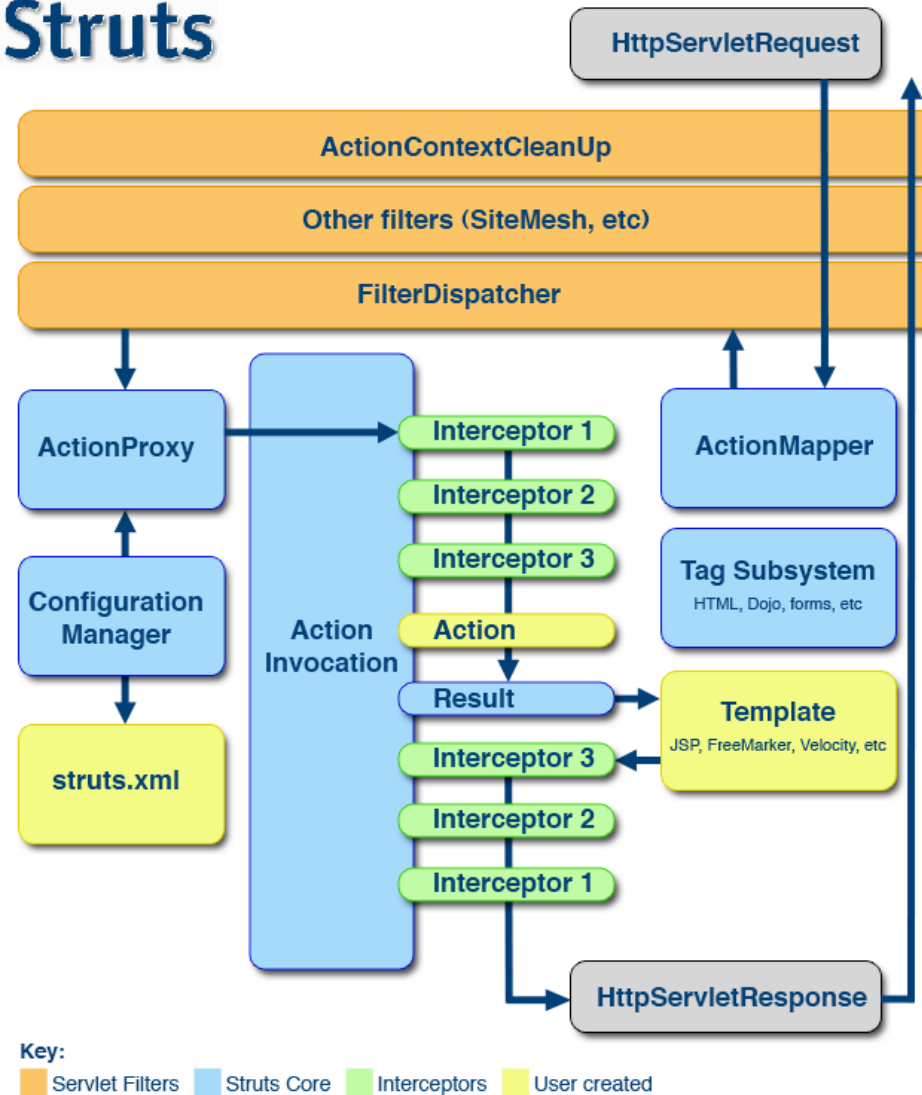 Struts
HttpServletRequest
ActionContextCleanUp
Other filters (SiteMesh, etc)
FilterDispatcher
ActionProxy
Interceptor 1
ActionMapper
Interceptor 2
Interceptor 3
Tag Subsystem
HTML, Dojo, forms, etc
Configuration
Manager
Action
Invocation
Action
Result
Template
JSP, FreeMarker, Velocity, etc
struts.xml
Interceptor 3
Interceptor 2
Interceptor 1
HttpServletResponse
Key:
Servlet Filters
Struts Core
Interceptors
User created